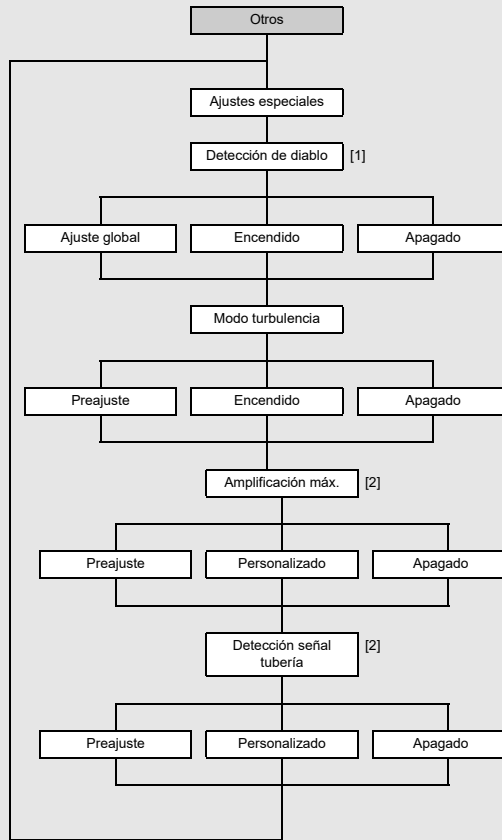 Otros
Ajustes especiales
Detección de diablo [1]
Ajuste global Encendido Apagado
Modo turbulencia
Preajuste Encendido Apagado
Amplificación máx. [2]
Preajuste Personalizado Apagado
Detección señal [2]
tubería
Preajuste Personalizado Apagado